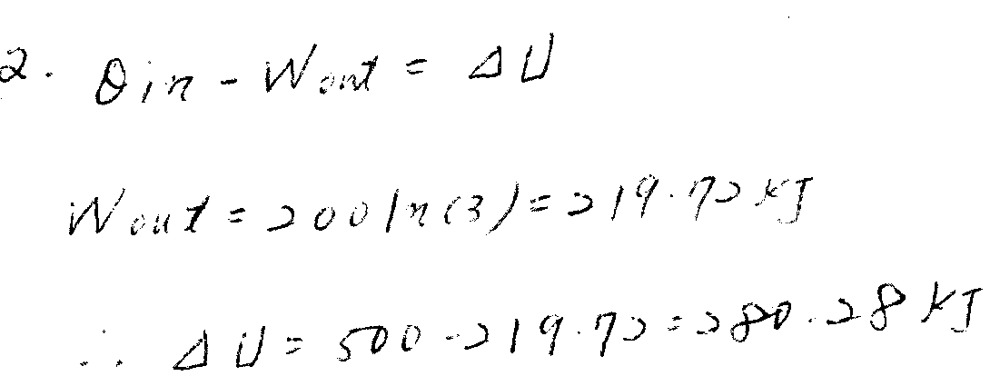 2. Qin - Wout = ΔU
Wout = 200 ln(3) = 219.72 kJ
∴ ΔU = 500 - 219.72 = 280.28 kJ